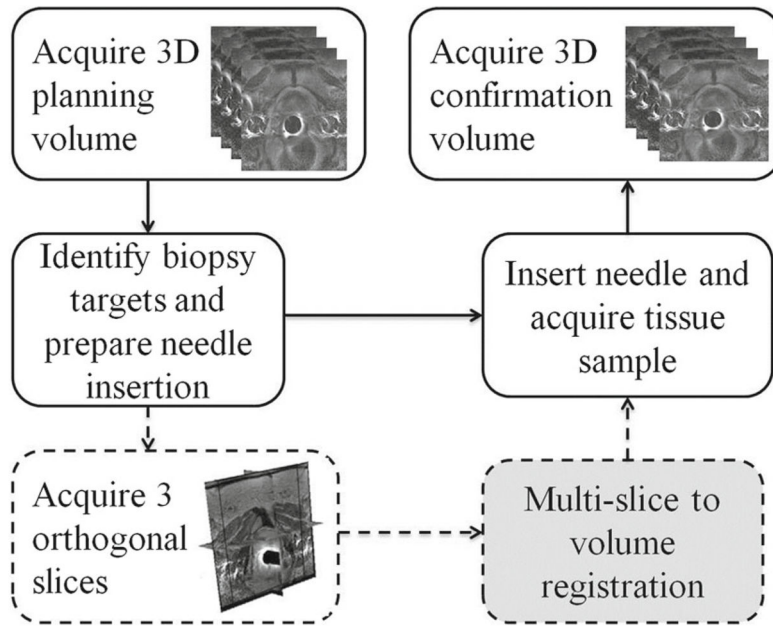 Acquire 3D
planning
volume
Acquire 3D
confirmation
volume
Identify biopsy
targets and
prepare needle
insertion
Insert needle and
acquire tissue
sample
Acquire 3
orthogonal
slices
Multi-slice to
volume
registration